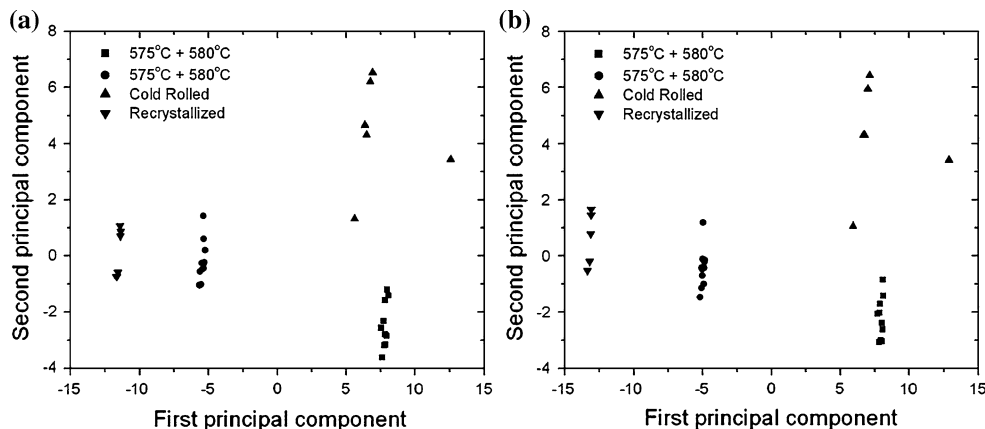 (a)
8
6
4
2
0
-2
-4
Second principal component
575°C + 580°C
575°C + 580°C
Cold Rolled
Recrystallized
-15 -10 -5 0 5 10 15
First principal component
(b)
8
6
4
2
0
-2
-4
Second principal component
575°C + 580°C
575°C + 580°C
Cold Rolled
Recrystallized
-15 -10 -5 0 5 10 15
First principal component